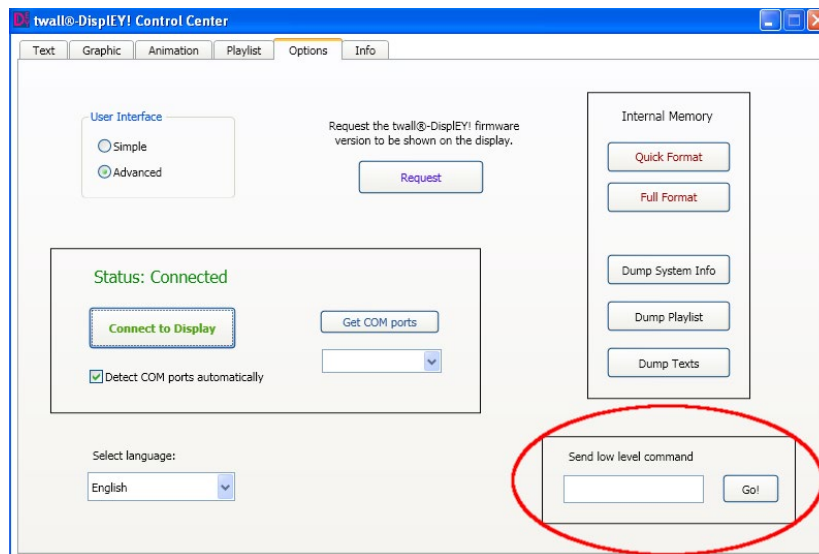 twall®-DisplEY! Control Center
Text Graphic Animation Playlist Options Info
User Interface
Simple
Advanced
Request the twall®-DisplEY! firmware
version to be shown on the display.
Request
Internal Memory
Quick Format
Full Format
Dump System Info
Dump Playlist
Dump Texts
Status: Connected
Connect to Display
Get COM ports
Detect COM ports automatically
Select language:
English
Send low level command
Go!